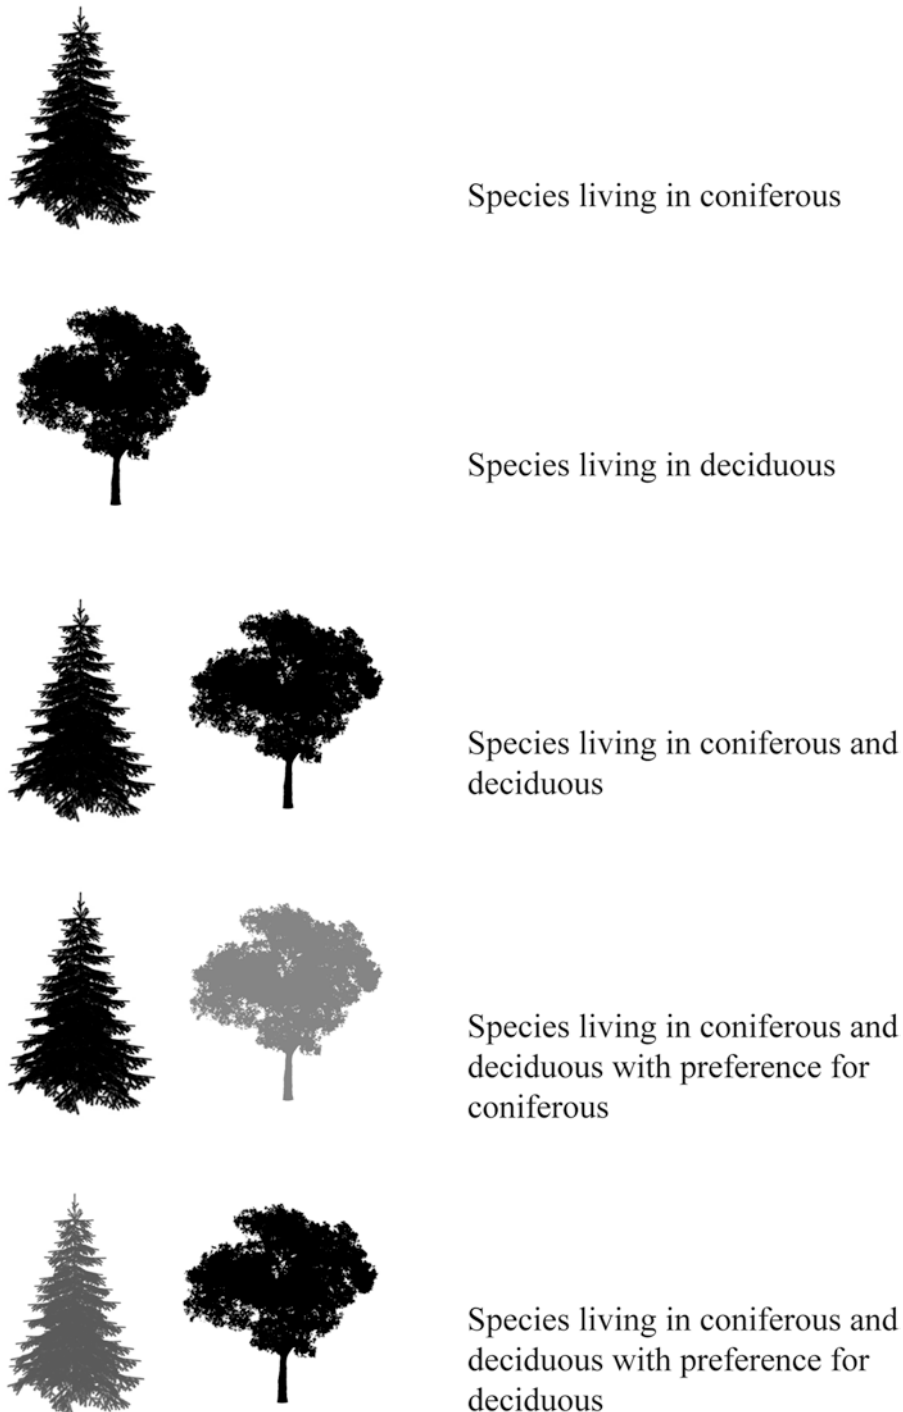 Species living in coniferous
Species living in deciduous
Species living in coniferous and
deciduous
Species living in coniferous and
deciduous with preference for
coniferous
Species living in coniferous and
deciduous with preference for
deciduous